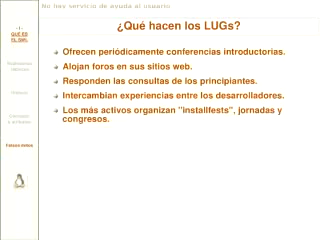 No hay servicio de ayuda al usuario
¿Qué hacen los LUGs?
QUÉ ES
EL SWL
Falsos mitos
Ofrecen periódicamente conferencias introductorias.
Alojan foros en sus sitios web.
Responden las consultas de los principiantes.
Intercambian experiencias entre los desarrolladores.
Los más activos organizan "installfests", jornadas y
congresos.